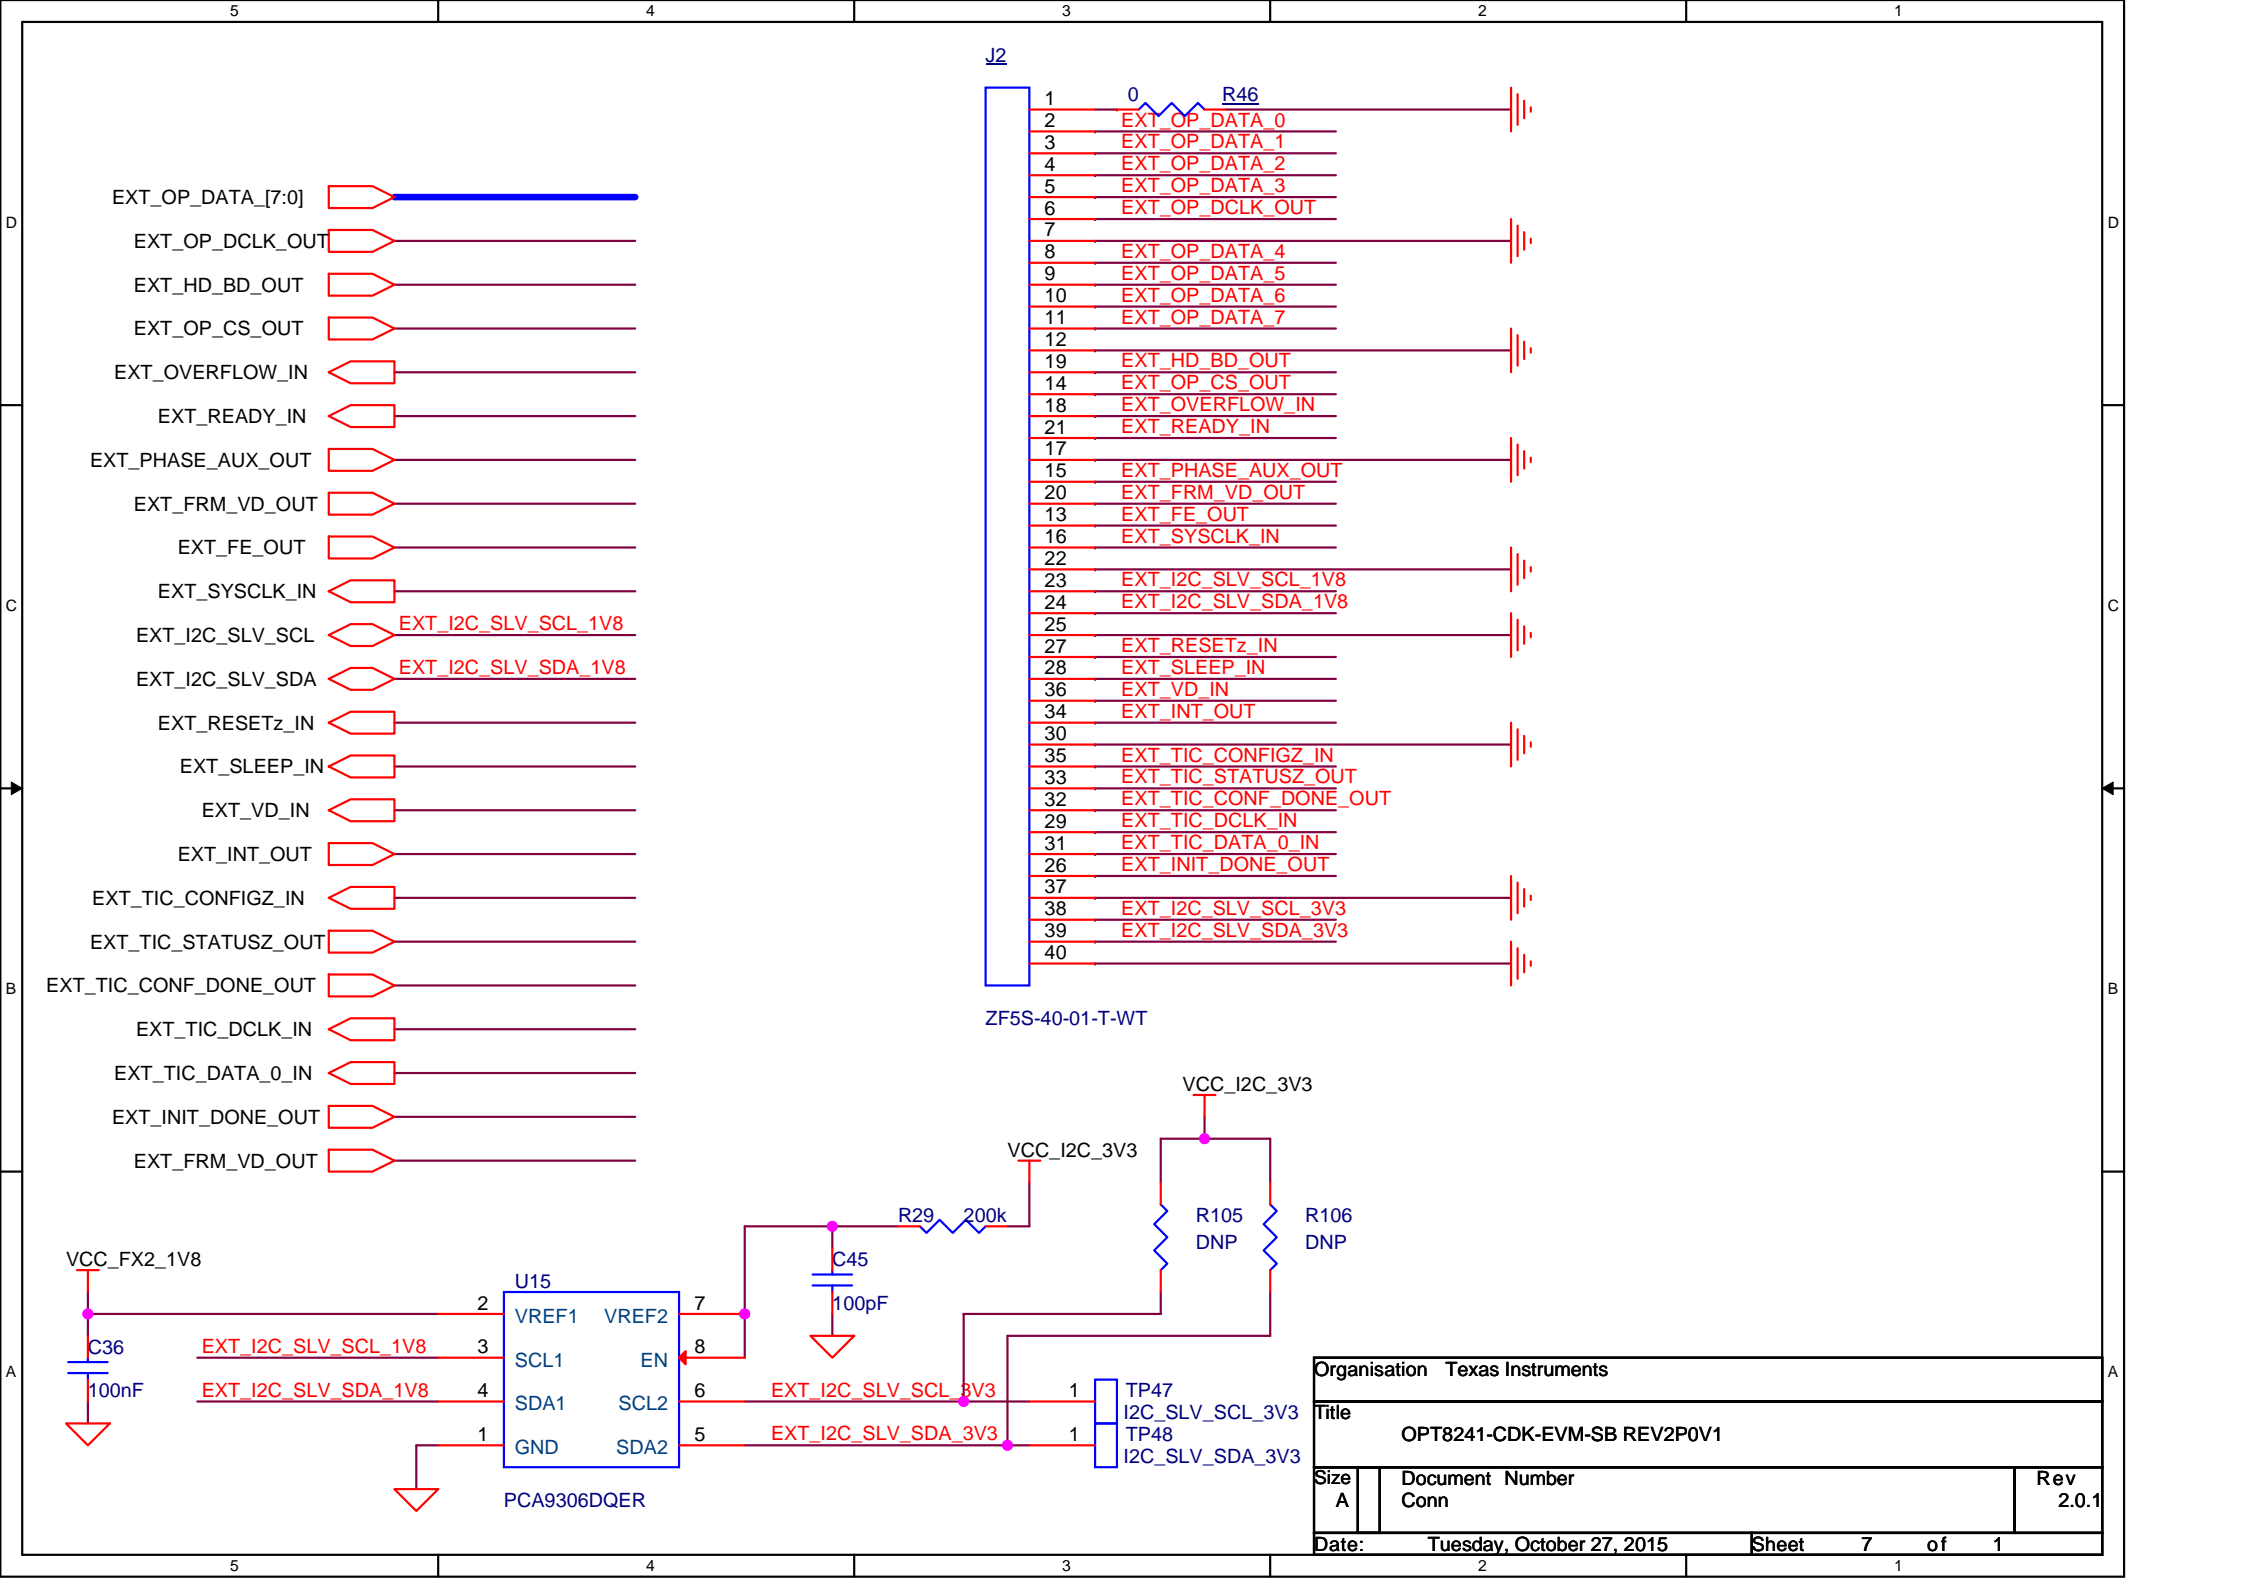 5 4 3 2 1
D
C
B
A
D
C
B
A
EXT_OP_DATA_[7:0]
EXT_OP_DCLK_OUT
EXT_HD_BD_OUT
EXT_OP_CS_OUT
EXT_OVERFLOW_IN
EXT_READY_IN
EXT_PHASE_AUX_OUT
EXT_FRM_VD_OUT
EXT_FE_OUT
EXT_SYSCLK_IN
EXT_I2C_SLV_SCL EXT_I2C_SLV_SCL_1V8
EXT_I2C_SLV_SDA EXT_I2C_SLV_SDA_1V8
EXT_RESETz_IN
EXT_SLEEP_IN
EXT_VD_IN
EXT_INT_OUT
EXT_TIC_CONFIGZ_IN
EXT_TIC_STATUSZ_OUT
EXT_TIC_CONF_DONE_OUT
EXT_TIC_DCLK_IN
EXT_TIC_DATA_0_IN
EXT_INIT_DONE_OUT
EXT_FRM_VD_OUT
J2
1 0 R46
2 EXT_OP_DATA_0
3 EXT_OP_DATA_1
4 EXT_OP_DATA_2
5 EXT_OP_DATA_3
6 EXT_OP_DCLK_OUT
7
8 EXT_OP_DATA_4
9 EXT_OP_DATA_5
10 EXT_OP_DATA_6
11 EXT_OP_DATA_7
12
19 EXT_HD_BD_OUT
14 EXT_OP_CS_OUT
18 EXT_OVERFLOW_IN
21 EXT_READY_IN
17
15 EXT_PHASE_AUX_OUT
20 EXT_FRM_VD_OUT
13 EXT_FE_OUT
16 EXT_SYSCLK_IN
22
23 EXT_I2C_SLV_SCL_1V8
24 EXT_I2C_SLV_SDA_1V8
25
27 EXT_RESETz_IN
28 EXT_SLEEP_IN
36 EXT_VD_IN
34 EXT_INT_OUT
30
35 EXT_TIC_CONFIGZ_IN
33 EXT_TIC_STATUSZ_OUT
32 EXT_TIC_CONF_DONE_OUT
29 EXT_TIC_DCLK_IN
31 EXT_TIC_DATA_0_IN
26 EXT_INIT_DONE_OUT
37
38 EXT_I2C_SLV_SCL_3V3
39 EXT_I2C_SLV_SDA_3V3
40
ZF5S-40-01-T-WT
VCC_I2C_3V3
VCC_I2C_3V3
R29 200k
R105
DNP
R106
DNP
VCC_FX2_1V8
C45
100pF
C36
100nF
U15
2 VREF1 VREF2 7
EXT_I2C_SLV_SCL_1V8 3 SCL1 EN 8
EXT_I2C_SLV_SDA_1V8 4 SDA1 SCL2 6 EXT_I2C_SLV_SCL_3V3 1 TP47
I2C_SLV_SCL_3V3
1 GND SDA2 5 EXT_I2C_SLV_SDA_3V3 1 TP48
I2C_SLV_SDA_3V3
PCA9306DQER
Organisation Texas Instruments
Title
OPT8241-CDK-EVM-SB REV2P0V1
Size Document Number Rev
A Conn 2.0.1
Date: Tuesday, October 27, 2015 Sheet 7 of 1
5 4 3 2 1